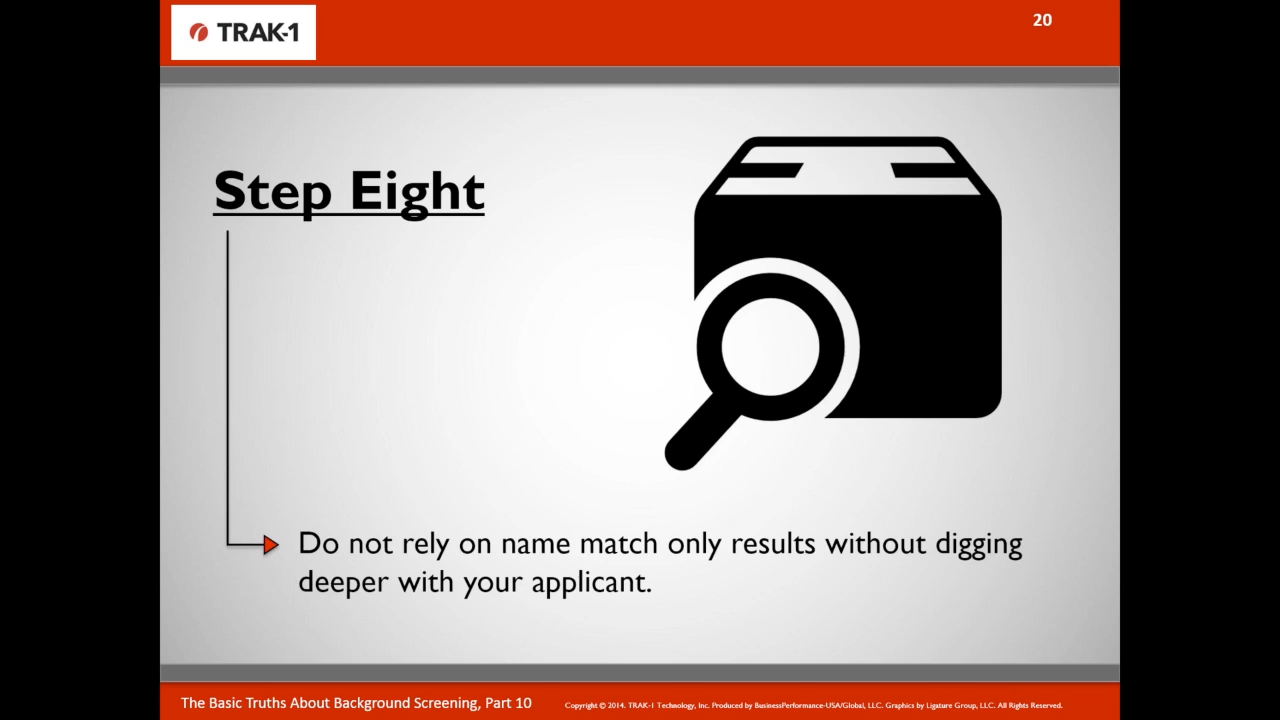 TRAK-1
20
Step Eight
Do not rely on name match only results without digging
deeper with your applicant.
The Basic Truths About Background Screening, Part 10
Copyright © 2014. TRAK-1 Technology, Inc. Produced by BusinessPerformance-USA/Global, LLC. Graphics by Ligature Group, LLC. All Rights Reserved.